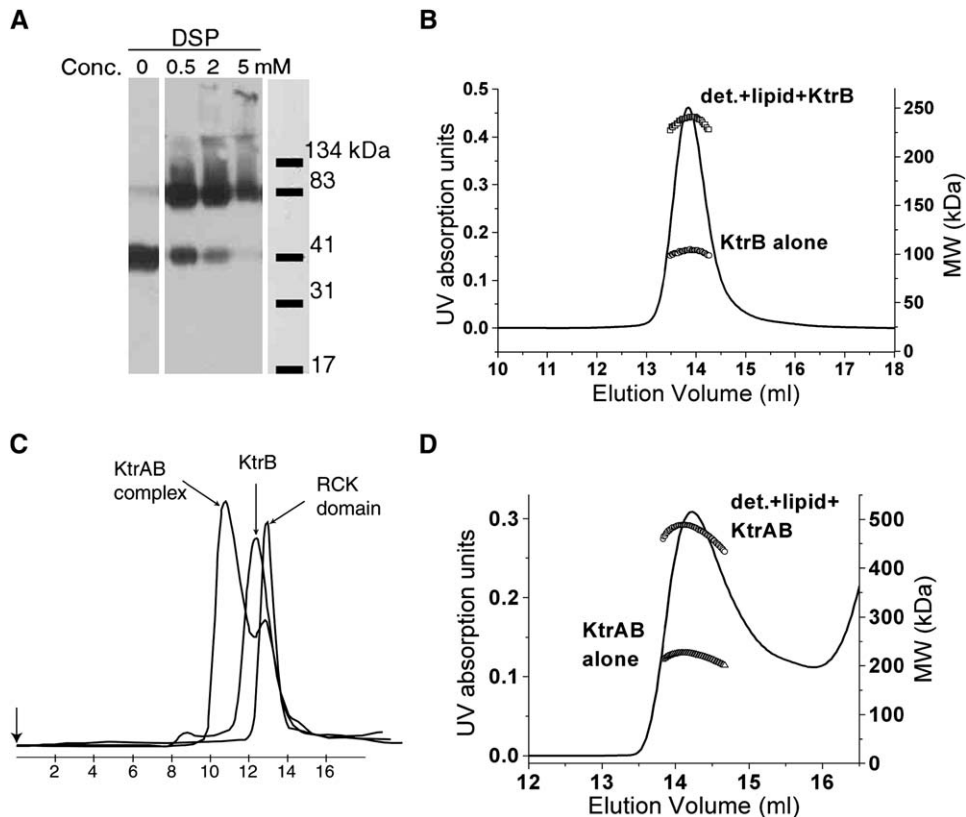 A
DSP
Conc. 0 0.5 2 5 mM
134 kDa
83
41
31
17
B
det.+lipid+KtrB
KtrB alone
UV absorption units
0.5
0.4
0.3
0.2
0.1
0.0
MW (kDa)
250
200
150
100
50
0
10 11 12 13 14 15 16 17 18
Elution Volume (ml)
C
KtrAB
complex
KtrB
RCK
domain
2 4 6 8 10 12 14 16
D
det.+lipid+
KtrAB
KtrAB
alone
UV absorption units
0.3
0.2
0.1
0.0
MW (kDa)
500
400
300
200
100
0
12 13 14 15 16
Elution Volume (ml)